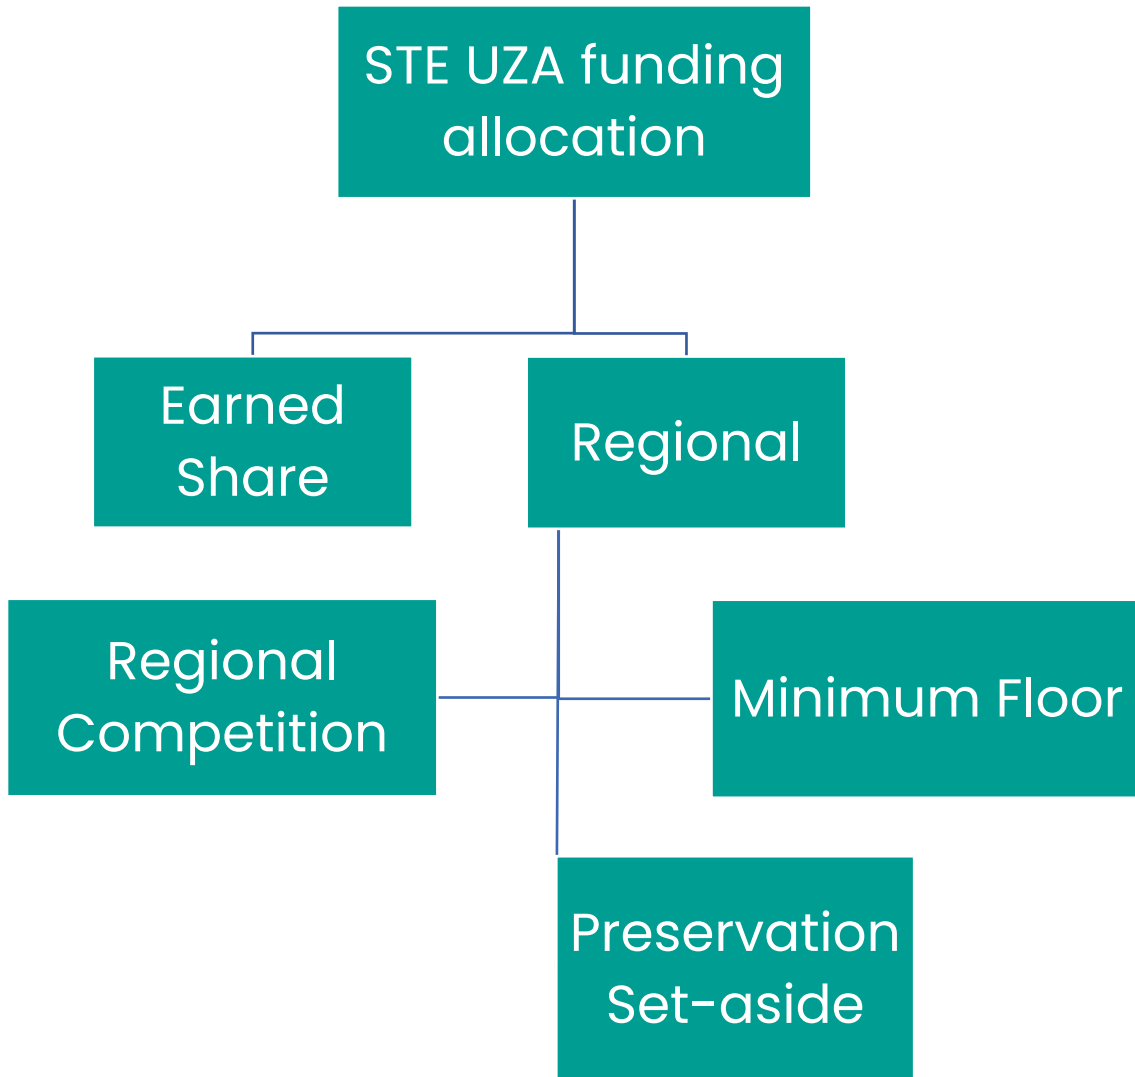 STE UZA funding
allocation
Earned
Share
Regional
Regional
Competition
Minimum Floor
Preservation
Set-aside